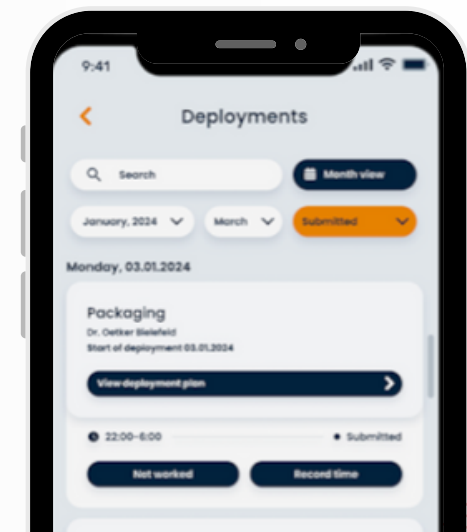 9:41
Deployments
Search
Month view
January, 2024
March
Submitted
Monday, 03.01.2024
Packaging
Dr. Oetker Bielefeld
Start of deployment 03.01.2024
View deployment plan
22:00-6:00
Submitted
Not worked
Record time